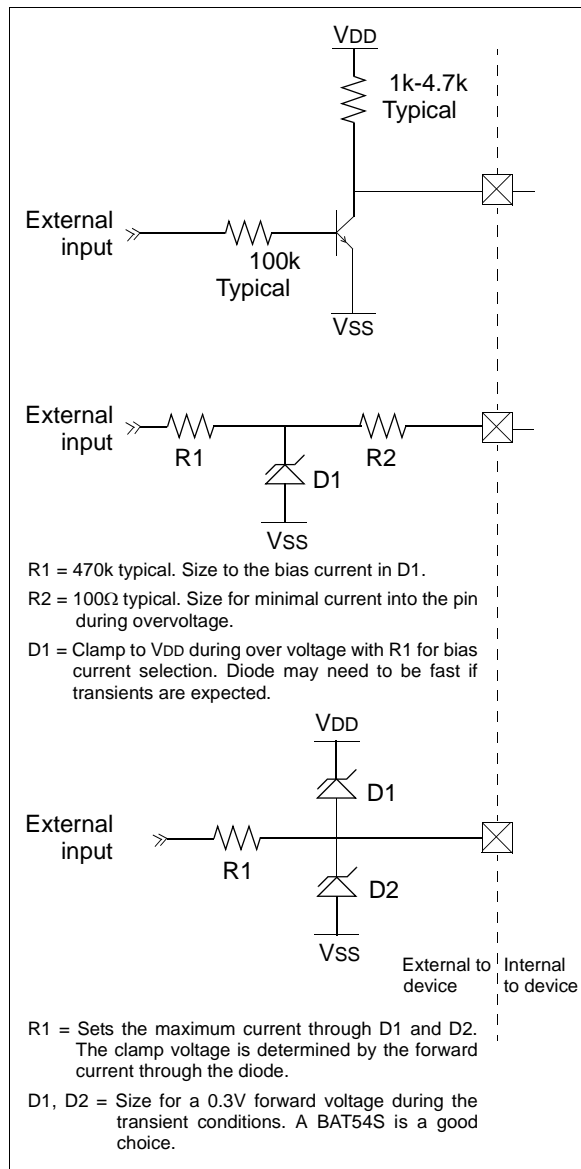 VDD
1k-4.7k
Typical
External
input
100k
Typical
VSS
External
input
R1
R2
D1
VSS
R1 = 470k typical. Size to the bias current in D1.
R2 = 100Ω typical. Size for minimal current into the pin
during overvoltage.
D1 = Clamp to VDD during over voltage with R1 for bias
current selection. Diode may need to be fast if
transients are expected.
VDD
D1
External
input
R1
D2
VSS
External to
device
Internal
to device
R1 = Sets the maximum current through D1 and D2.
The clamp voltage is determined by the forward
current through the diode.
D1, D2 = Size for a 0.3V forward voltage during the
transient conditions. A BAT54S is a good
choice.